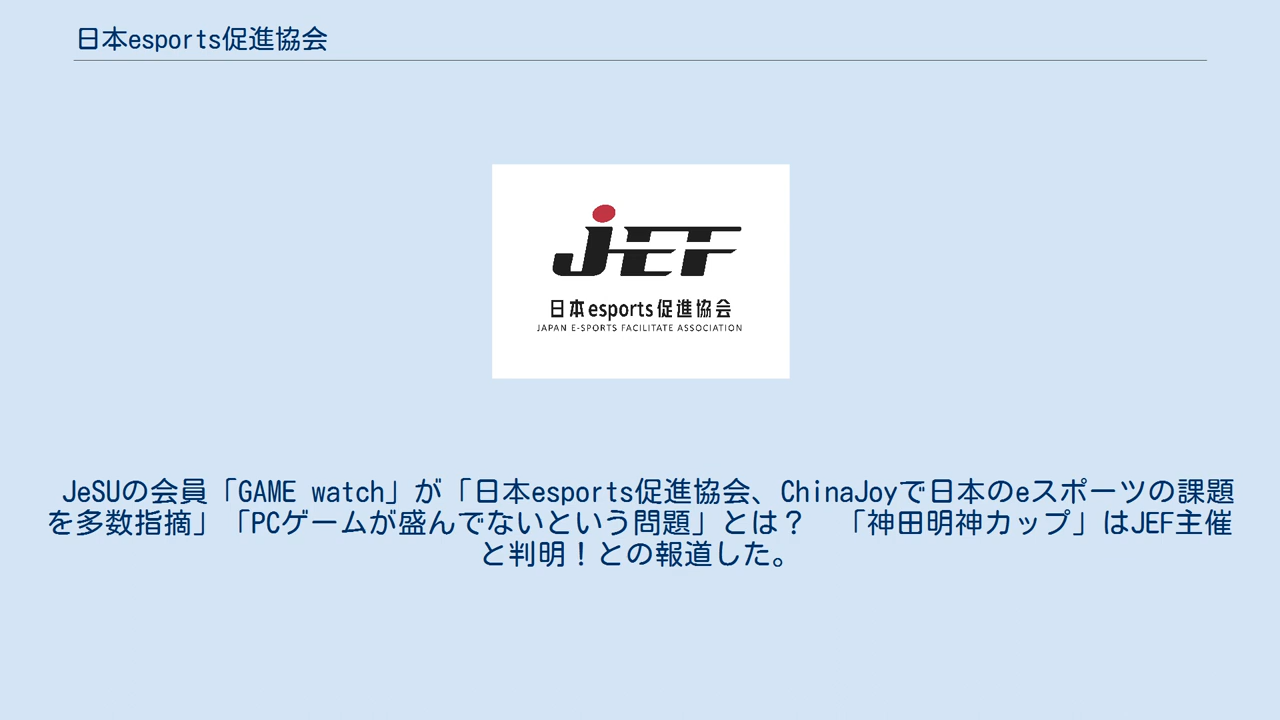 日本esports促進協会
JEF
日本esports促進協会
JAPAN E-SPORTS FACILITATE ASSOCIATION
JeSUの会員「GAME watch」が「日本esports促進協会、ChinaJoyで日本のeスポーツの課題
を多数指摘」「PCゲームが盛んでないという問題」とは？　「神田明神カップ」はJEF主催
と判明！との報道した。